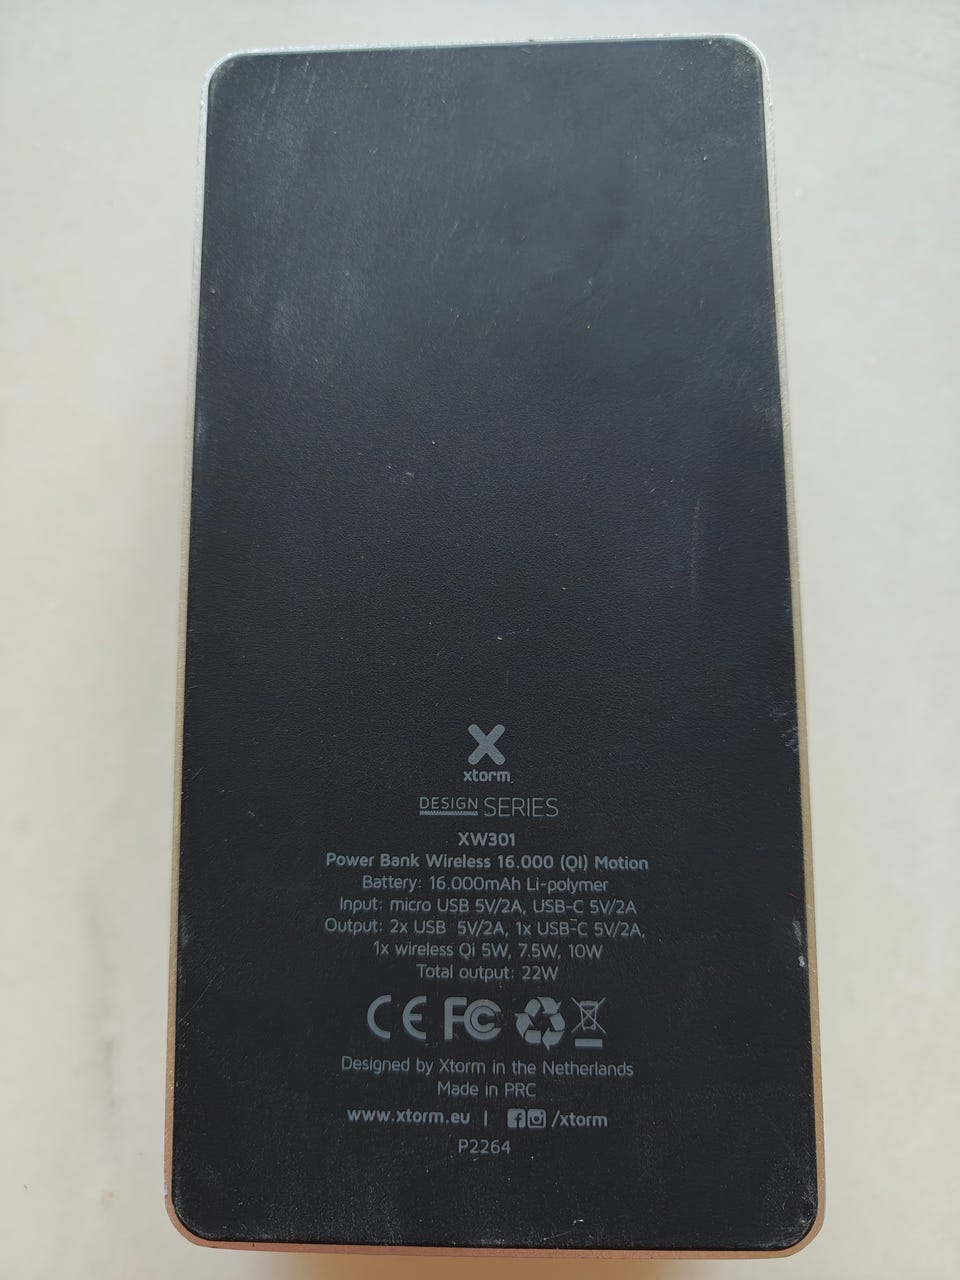 xtorm
DESIGN SERIES
XW301
Power Bank Wireless 16.000 (QI) Motion
Battery: 16.000mAh Li-polymer
Input: micro USB 5V/2A, USB-C 5V/2A
Output: 2x USB 5V/2A, 1x USB-C 5V/2A,
1x wireless Qi 5W, 7.5W, 10W
Total output: 22W
CE FC
Designed by Xtorm in the Netherlands
Made in PRC
www.xtorm.eu | /xtorm
P2264